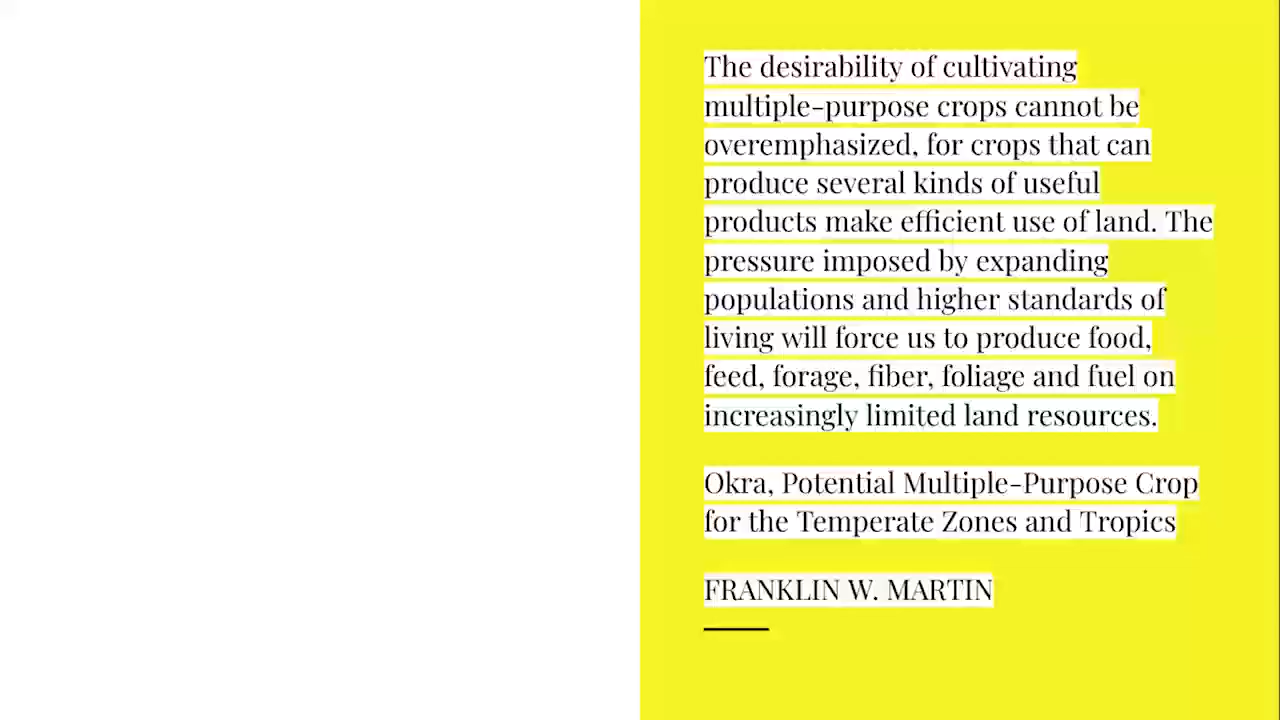 The desirability of cultivating
multiple-purpose crops cannot be
overemphasized, for crops that can
produce several kinds of useful
products make efficient use of land. The
pressure imposed by expanding
populations and higher standards of
living will force us to produce food,
feed, forage, fiber, foliage and fuel on
increasingly limited land resources.
Okra, Potential Multiple-Purpose Crop
for the Temperate Zones and Tropics
FRANKLIN W. MARTIN